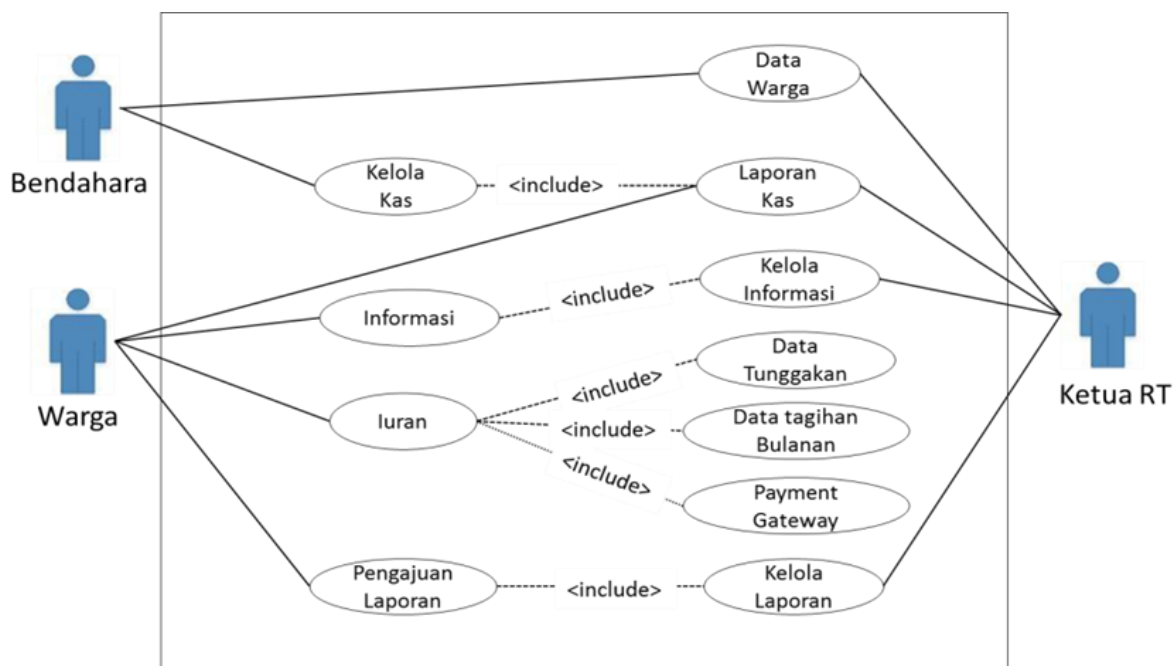 Data
Warga
Bendahara
Kelola
Kas
<include>
Laporan
Kas
Kelola
Informasi
<include>
Informasi
Warga
Data
Tunggakan
<include>
Iuran
<include>
Data tagihan
Bulanan
<include>
Payment
Gateway
Ketua RT
Pengajuan
Laporan
<include>
Kelola
Laporan